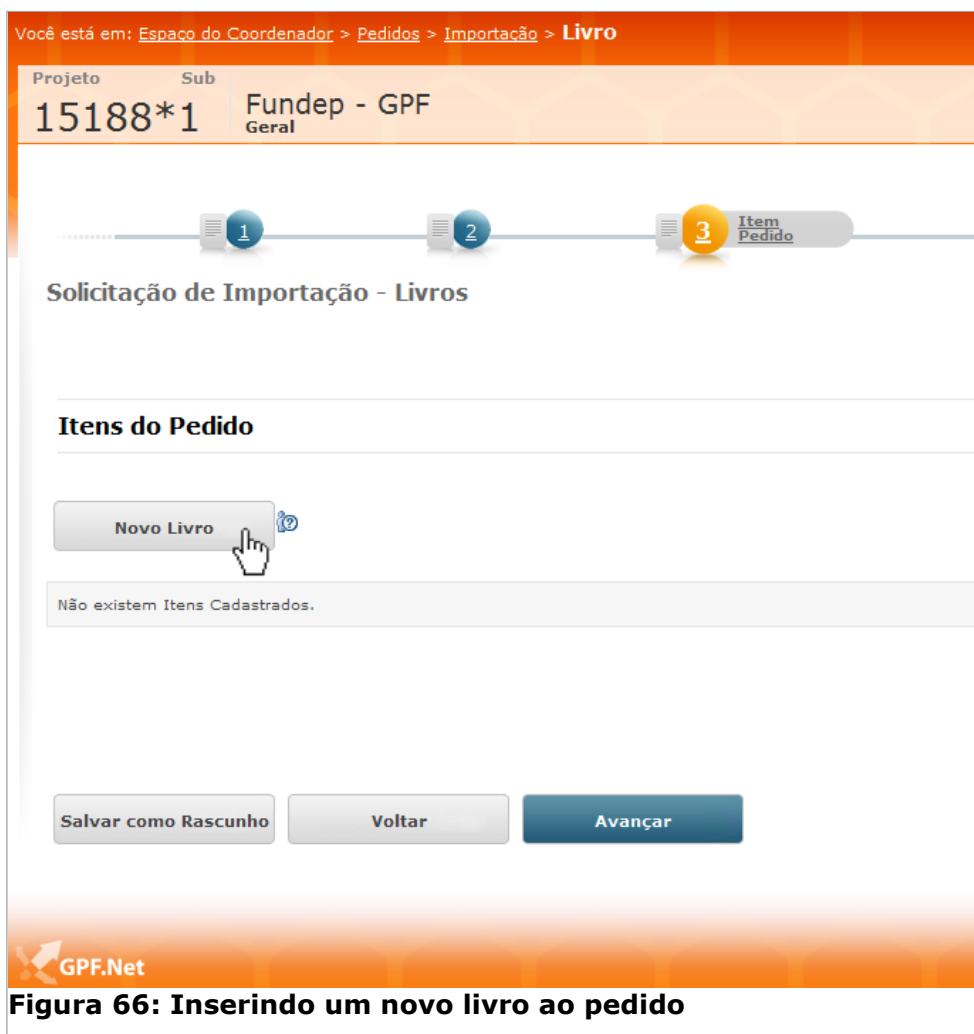 Você está em: Espaço do Coordenador > Pedidos > Importação > Livro
Projeto Sub
15188*1 Fundep - GPF
Geral
1 2 3 Item
Pedido
Solicitação de Importação - Livros
Itens do Pedido
Novo Livro
Não existem Itens Cadastrados.
Salvar como Rascunho Voltar Avançar
GPF.Net
Figura 66: Inserindo um novo livro ao pedido